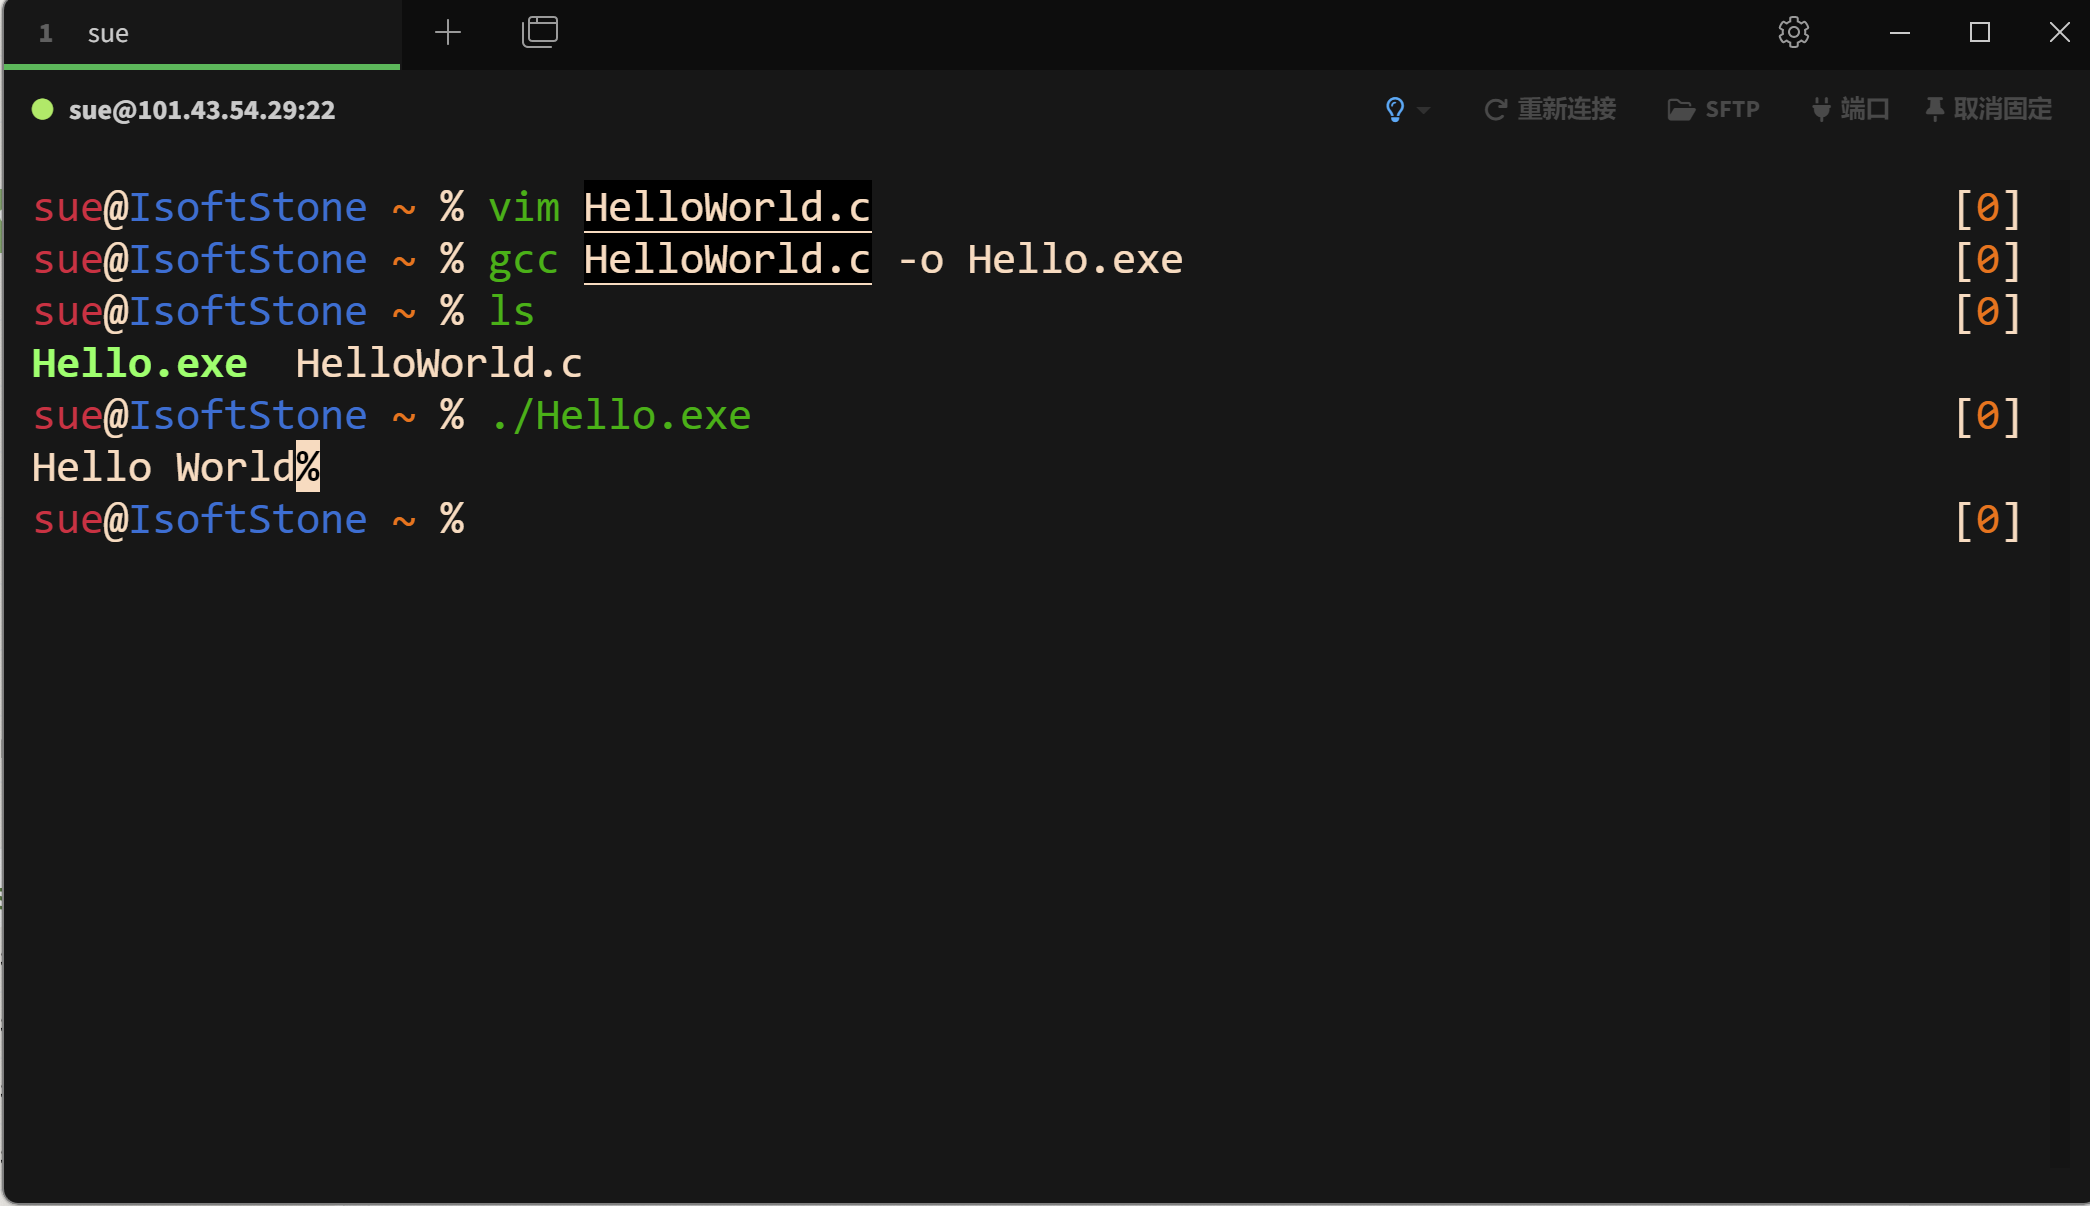 1 sue
sue@101.43.54.29:22 重新连接 SFTP 端口 取消固定
sue@IsoftStone ~ % vim HelloWorld.c [0]
sue@IsoftStone ~ % gcc HelloWorld.c -o Hello.exe [0]
sue@IsoftStone ~ % ls [0]
Hello.exe HelloWorld.c
sue@IsoftStone ~ % ./Hello.exe [0]
Hello World%
sue@IsoftStone ~ % [0]